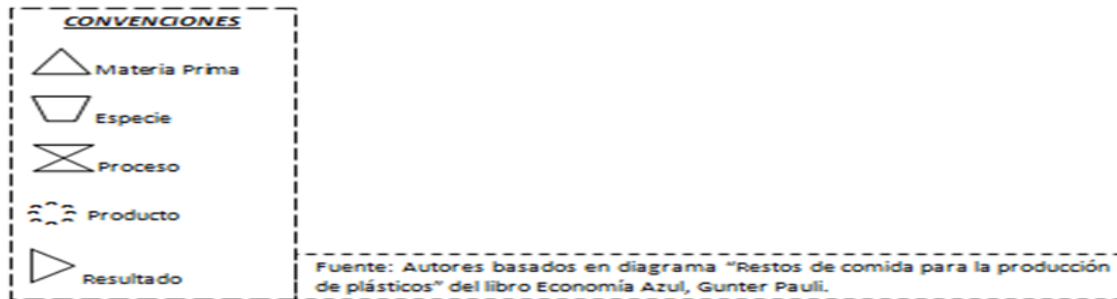 CONVENCIONES
Materia Prima
Especie
Proceso
Producto
Resultado
Fuente: Autores basados en diagrama “Restos de comida para la producción
de plásticos” del libro Economía Azul, Gunter Pauli.